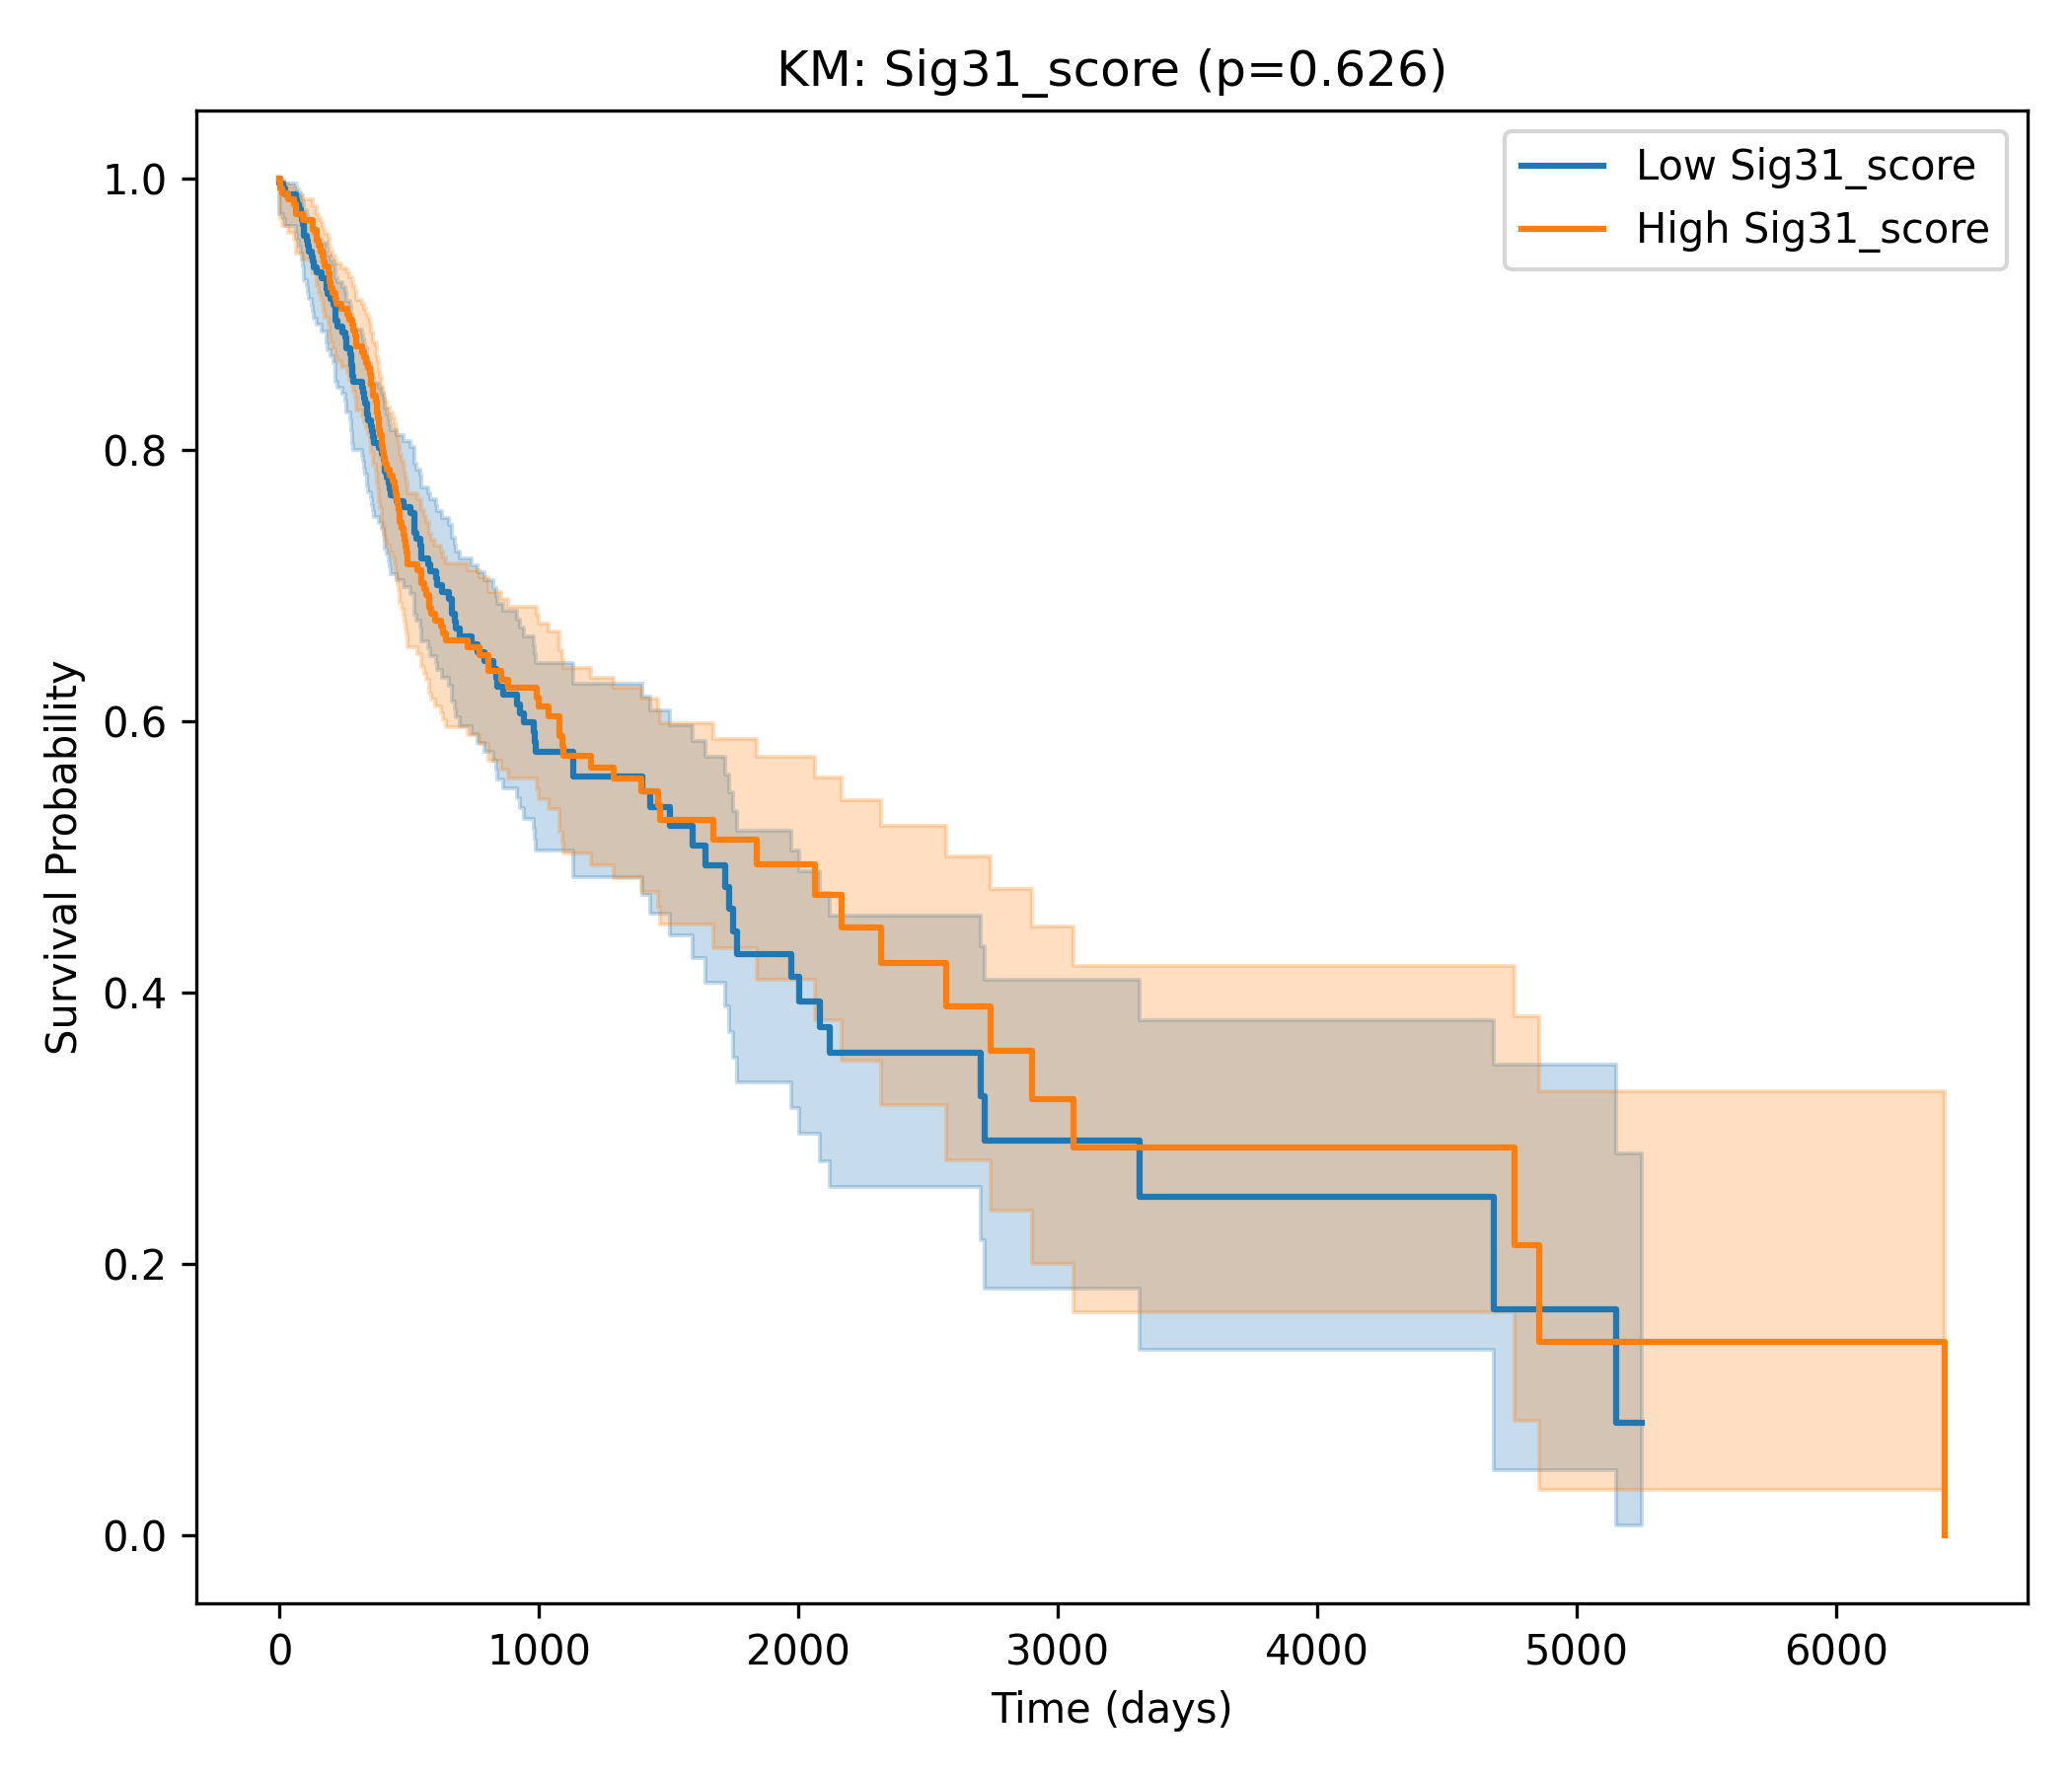 KM: Sig31_score (p=0.626)
Low Sig31_score
High Sig31_score
Survival Probability
1.0
0.8
0.6
0.4
0.2
0.0
0 1000 2000 3000 4000 5000 6000
Time (days)